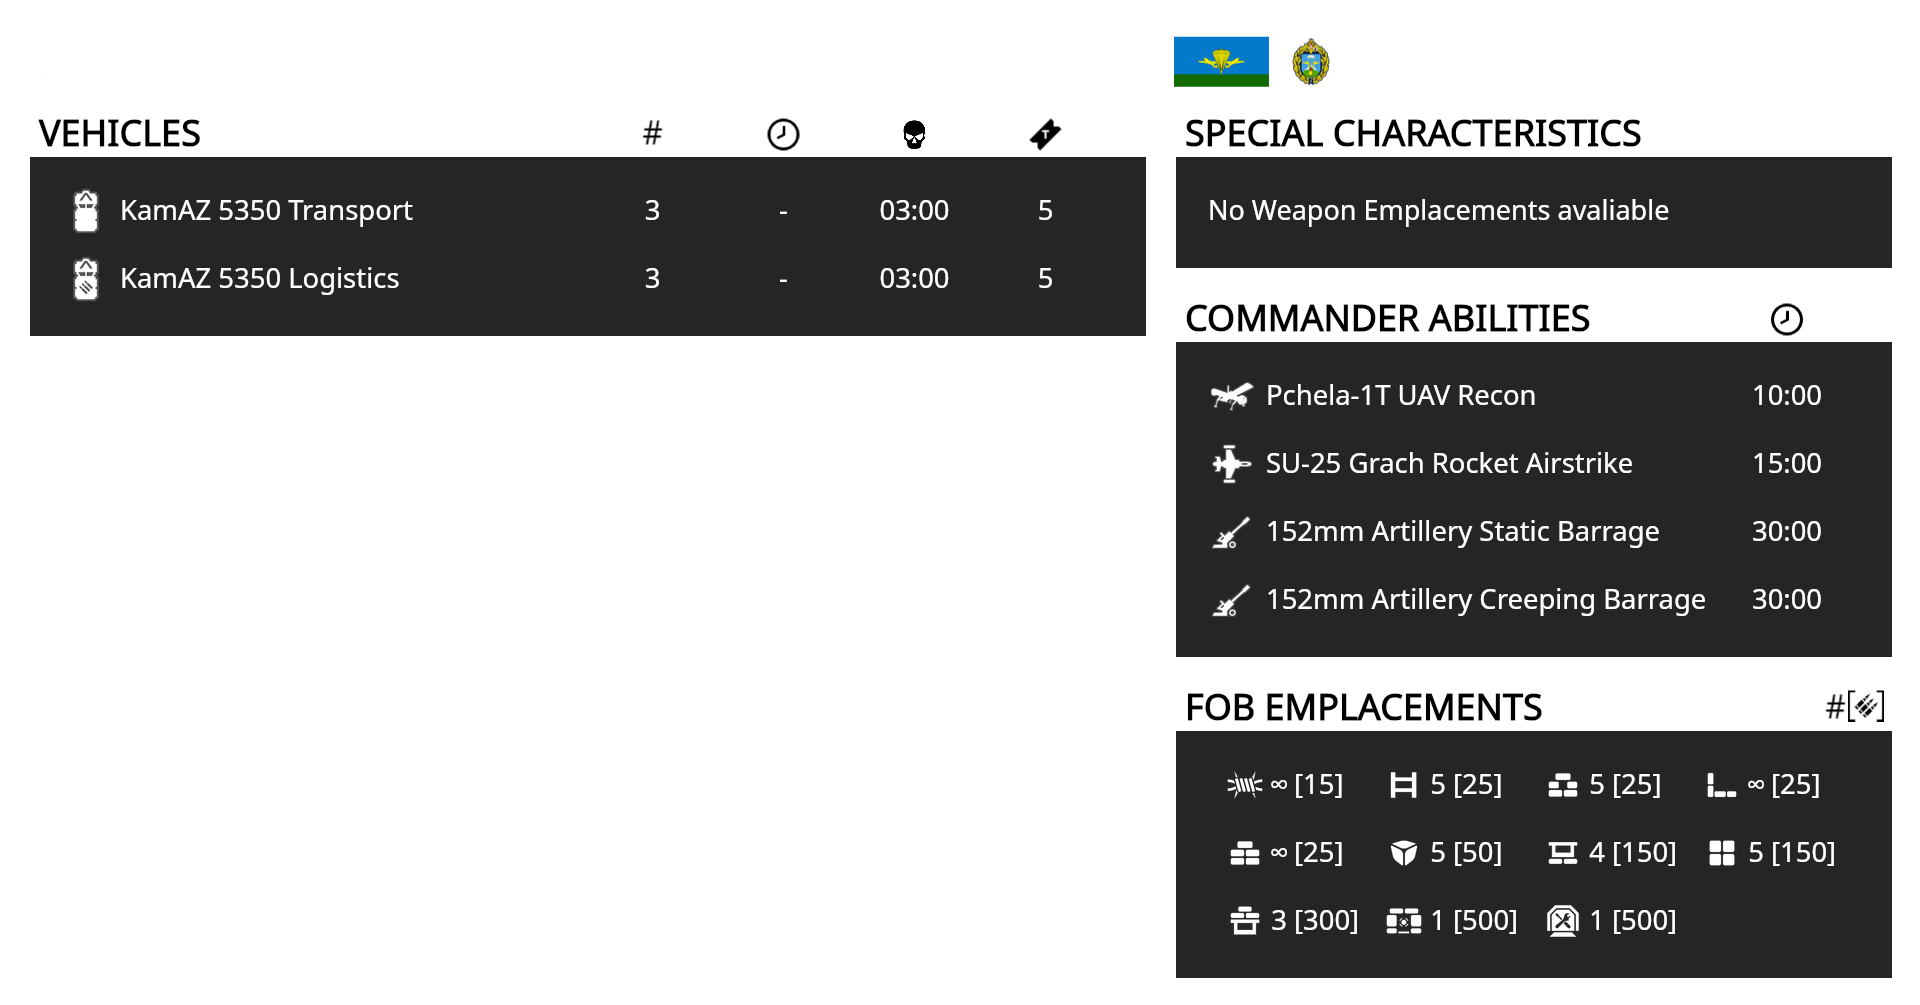 VEHICLES #
KamAZ 5350 Transport 3 - 03:00 5
KamAZ 5350 Logistics 3 - 03:00 5
SPECIAL CHARACTERISTICS
No Weapon Emplacements avaliable
COMMANDER ABILITIES
Pchela-1T UAV Recon 10:00
SU-25 Grach Rocket Airstrike 15:00
152mm Artillery Static Barrage 30:00
152mm Artillery Creeping Barrage 30:00
FOB EMPLACEMENTS #[]
∞ [15] 5 [25] 5 [25] ∞ [25]
∞ [25] 5 [50] 4 [150] 5 [150]
3 [300] 1 [500] 1 [500]